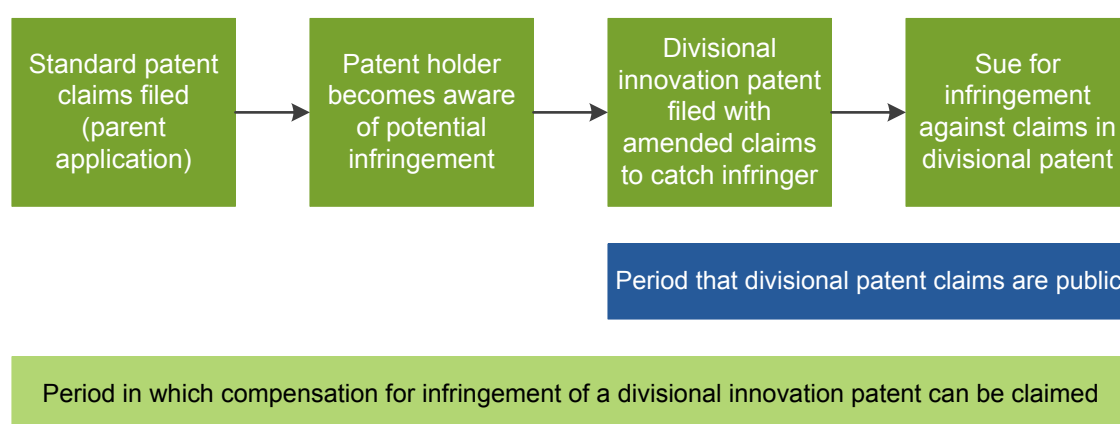 Standard patent
claims filed
(parent
application)
Patent holder
becomes aware
of potential
infringement
Divisional
innovation patent
filed with
amended claims
to catch infringer
Sue for
infringement
against claims in
divisional patent
Period that divisional patent claims are public
Period in which compensation for infringement of a divisional innovation patent can be claimed